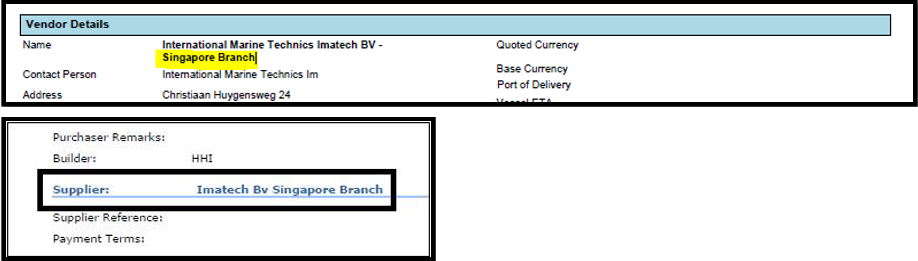 Vendor Details
Name International Marine Technics Imatech BV - Quoted Currency
Singapore Branch
Base Currency
Contact Person International Marine Technics Im
Port of Delivery
Address Christiaan Huygensweg 24
Vessel ETA
Purchaser Remarks:
Builder: HHI
Supplier: Imatech Bv Singapore Branch
Supplier Reference:
Payment Terms: